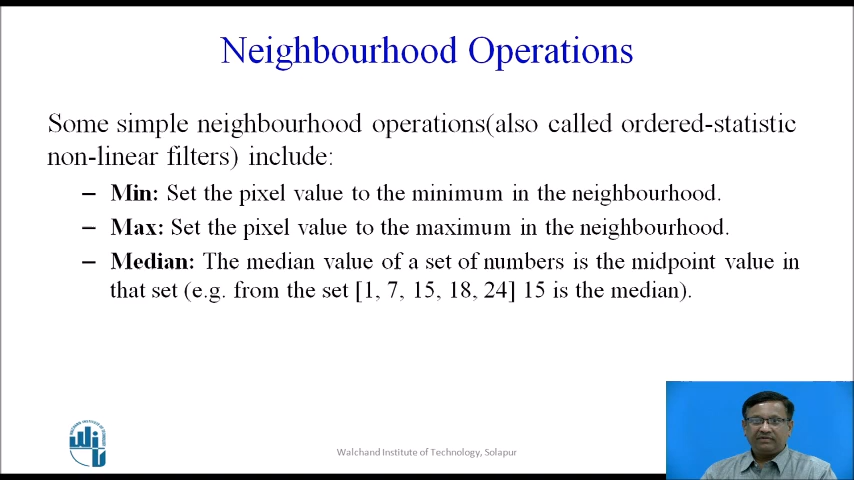 Neighbourhood Operations
Some simple neighbourhood operations(also called ordered-statistic
non-linear filters) include:
– Min: Set the pixel value to the minimum in the neighbourhood.
– Max: Set the pixel value to the maximum in the neighbourhood.
– Median: The median value of a set of numbers is the midpoint value in
that set (e.g. from the set [1, 7, 15, 18, 24] 15 is the median).
Walchand Institute of Technology, Solapur